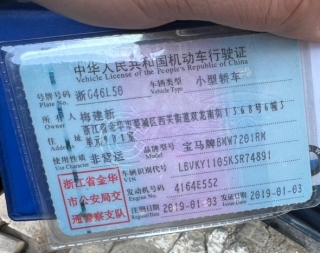 中华人民共和国机动车行驶证
Vehicle License of the People's Republic of China
号牌号码 浙G46L50 车辆类型 小型轿车
Plate No. Vehicle Type
所有人 建新
Owner
住址 浙江省金华市婺城区西关街道双龙南街1368号6幢3
单元401室
使用性质 非营运 品牌型号 宝马牌BMW7201RM
Use Character Model
浙江省金华
市公安局交
通警察支队
车辆识别代号 LBVKY1105KSR74891
VIN
发动机号码 4164E552
Engine No.
注册日期 2019-01-03 发证日期 2019-01-03
Register Date Issue Date